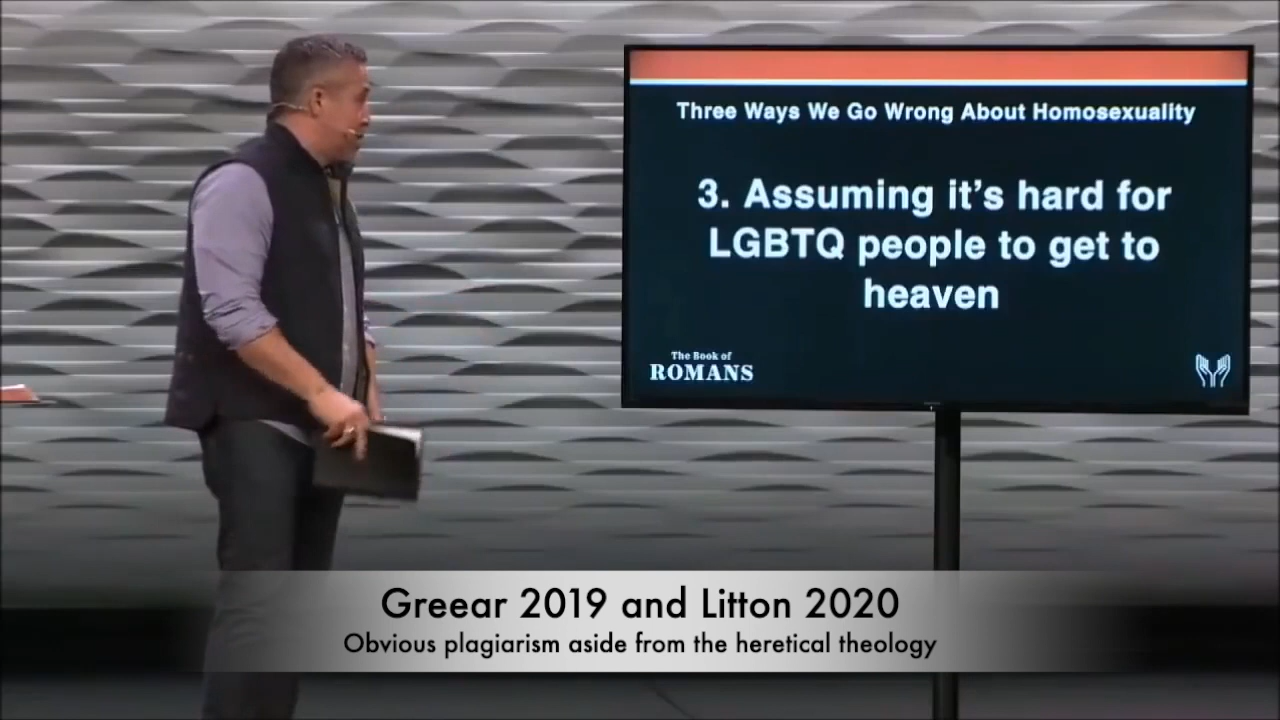 Three Ways We Go Wrong About Homosexuality
3. Assuming it's hard for
LGBTQ people to get to
heaven
The Book of
ROMANS
Greear 2019 and Litton 2020
Obvious plagiarism aside from the heretical theology